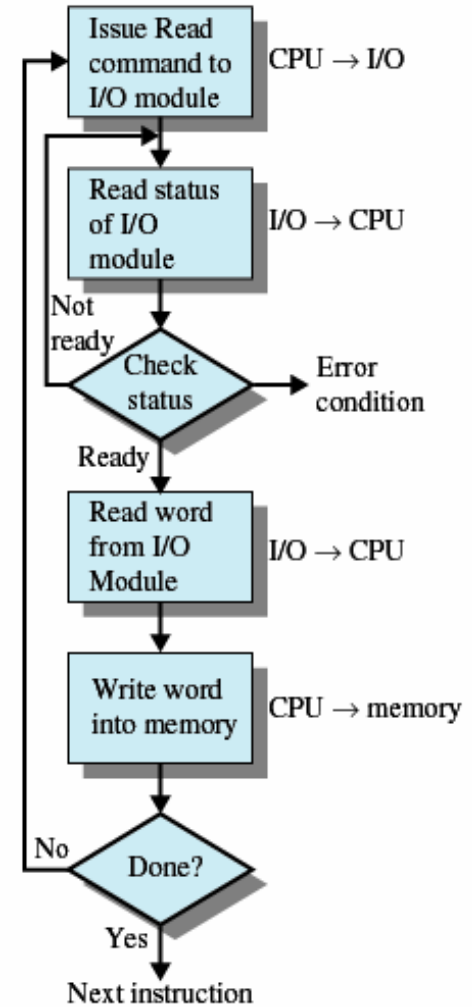 Issue Read
command to
I/O module
CPU → I/O
Read status
of I/O
module
I/O → CPU
Not
ready
Check
status
Error
condition
Ready
Read word
from I/O
Module
I/O → CPU
Write word
into memory
CPU → memory
No
Done?
Yes
Next instruction